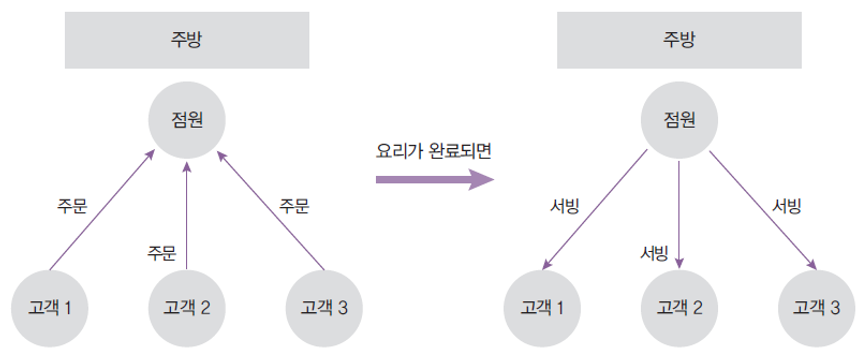 주방
점원
주문
주문
주문
고객 1
고객 2
고객 3
요리가 완료되면
주방
점원
서빙
서빙
서빙
고객 1
고객 2
고객 3